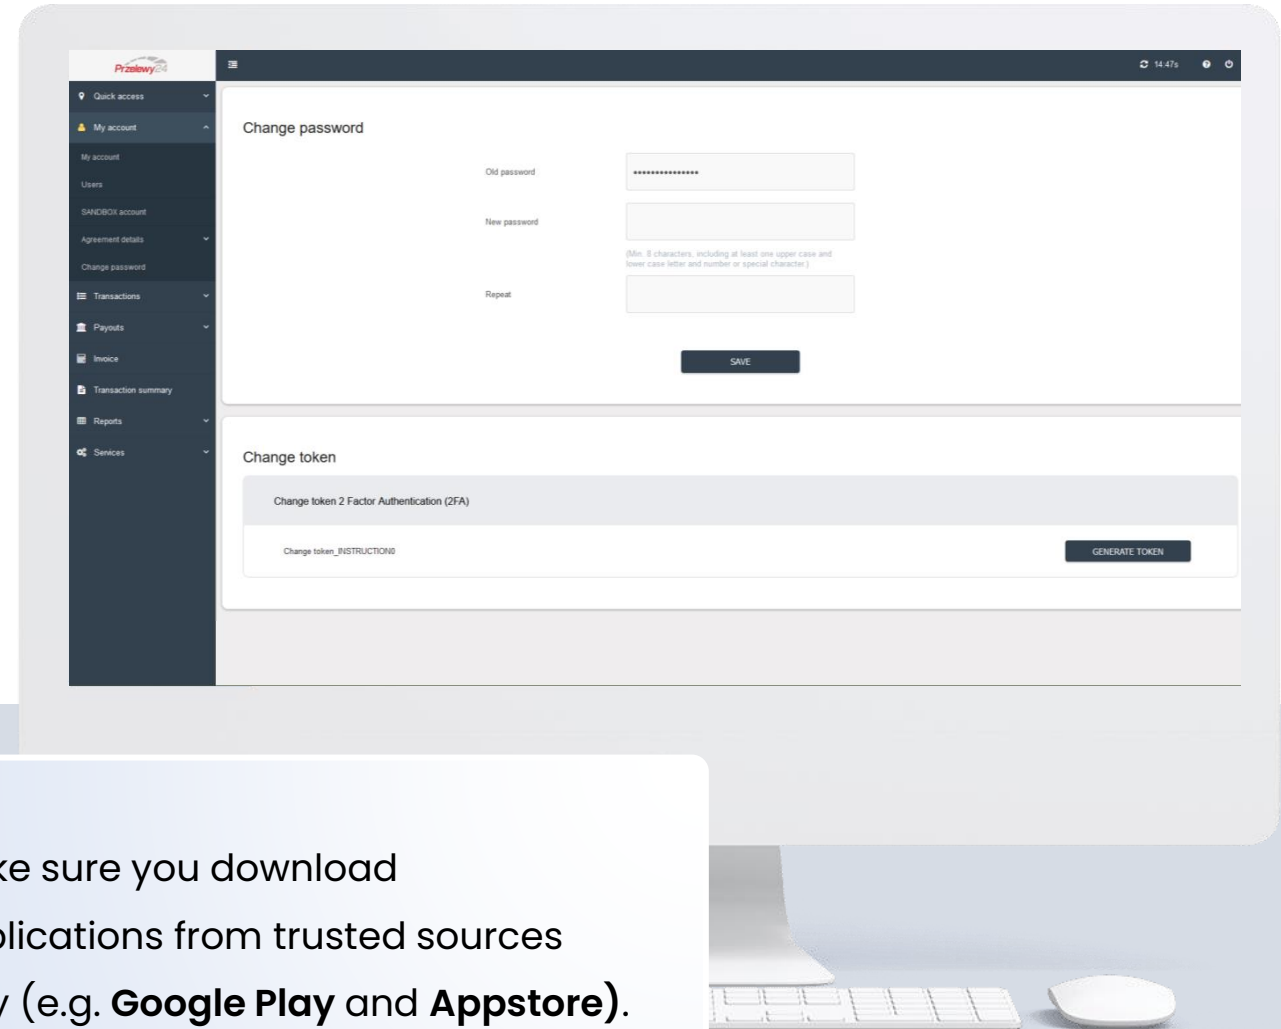 Przelewy24
14:47s
Quick access
My account
My account
Users
SANDBOX account
Agreement details
Change password
Transactions
Payouts
Invoice
Transaction summary
Reports
Services
Change password
Old password
New password
(Min. 8 characters, including at least one upper case and
lower case letter and number or special character.)
Repeat
SAVE
Change token
Change token 2 Factor Authentication (2FA)
Change token_INSTRUCTION0
GENERATE TOKEN
ke sure you download
plications from trusted sources
y (e.g. Google Play and Appstore).